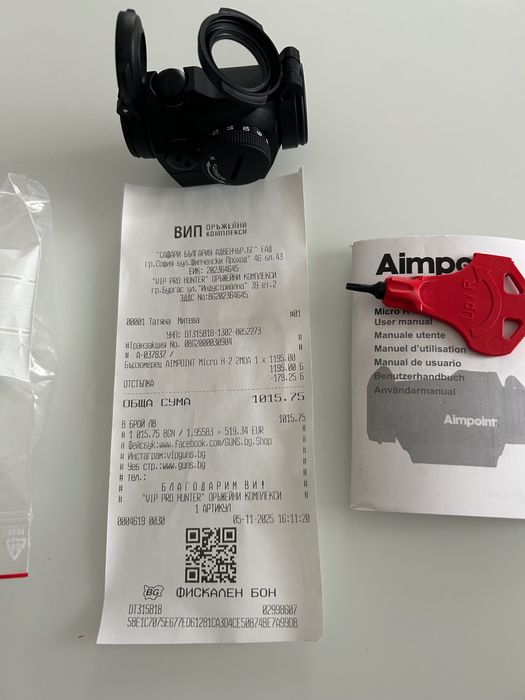 ВИП ОРЪЖЕЙНИ
КОМПЛЕКСИ
"САФАРИ БЪЛГАРИЯ АДВЕНЧЪР.БГ" ЕАД
гр.София бул.Шипченски Проход" 46 бл.43
ЕИК: 202364645
"VIP PRO HUNTER" ОРЪЖЕЙНИ КОМПЛЕКСИ
гр.Бургас ул."Индустриална" 39 ет.2
ЗДДС No:BG202364645
00001 Татяна Митева #01
УНП: DT315818-1302-0052273
#Транзакция No. 0862000030904 #
# А-037837 / #
Бързомерец AIMPOINT Micro H-2 2MOA 1 x 1195.00
1195.00 Б
ОТСТЪПКА -179.25 Б
ОБЩА СУМА 1015.75
В БРОЙ ЛВ 1015.75
# 1 015.75 BGN / 1.95583 = 519.34 EUR #
# Фейсбук:www.facebook.com/GUNS.bg.Shop #
# Инстаграм:vipguns.bg #
# Уеб стр.:www.guns.bg #
# тел.: #
# БЛАГОДАРИМ ВИ! #
# "VIP PRO HUNTER" ОРЪЖЕЙНИ КОМПЛЕКСИ #
1 АРТИКУЛ
0004619 0030 05-11-2025 16:11:20
BG ФИСКАЛЕН БОН
DT315818 02998607
5BE1C7075E677ED61281CA3D4CE50B74BE7A99DB
Aimpoint
Up R
Micro H
User manual
Manuale utente
Manuel d'utilisation
Manual de usuario
Benutzerhandbuch
Användarmanual
Aimpoint